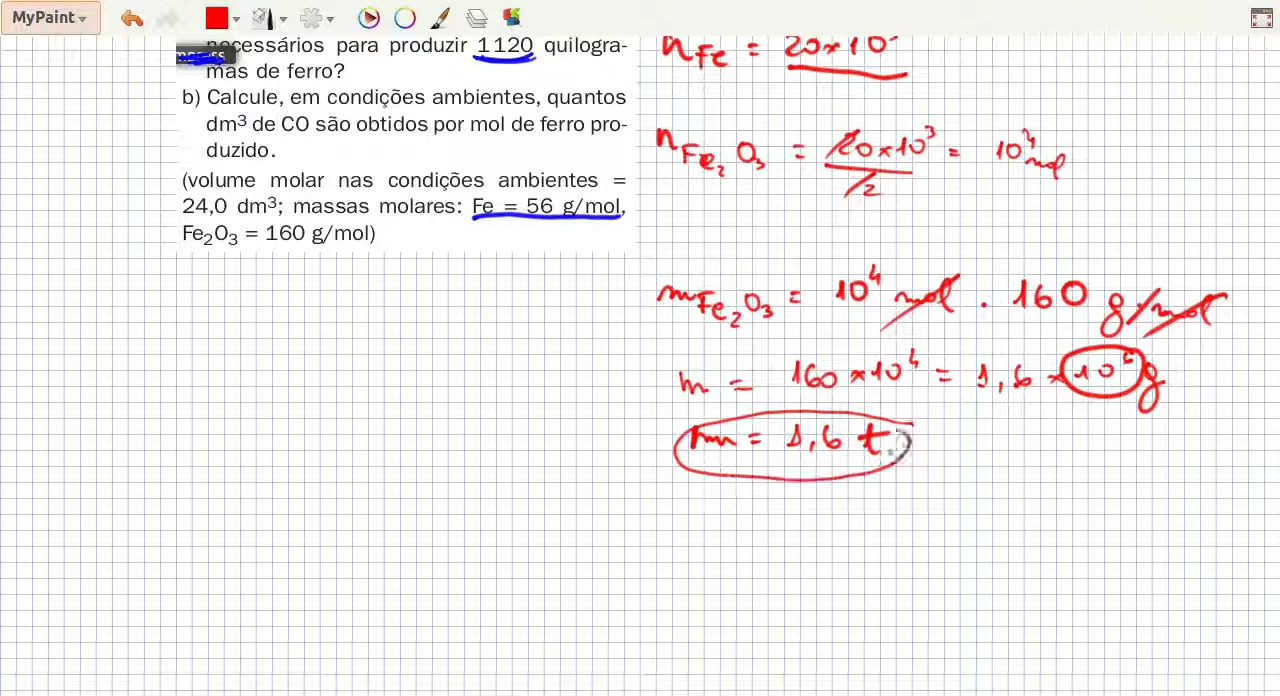 MyPaint
necessários para produzir 1120 quilogra-
mas de ferro?
b) Calcule, em condições ambientes, quantos
dm³ de CO são obtidos por mol de ferro pro-
duzido.
(volume molar nas condições ambientes =
24,0 dm³; massas molares: Fe = 56 g/mol,
Fe₂O₃ = 160 g/mol)
nFe = 20×10³
nFe₂O₃ = 20×10³/2 = 10⁴ mol
mFe₂O₃ = 10⁴ mol . 160 g/mol
m = 160×10⁴ = 1,6 × 10⁶ g
m = 1,6 t